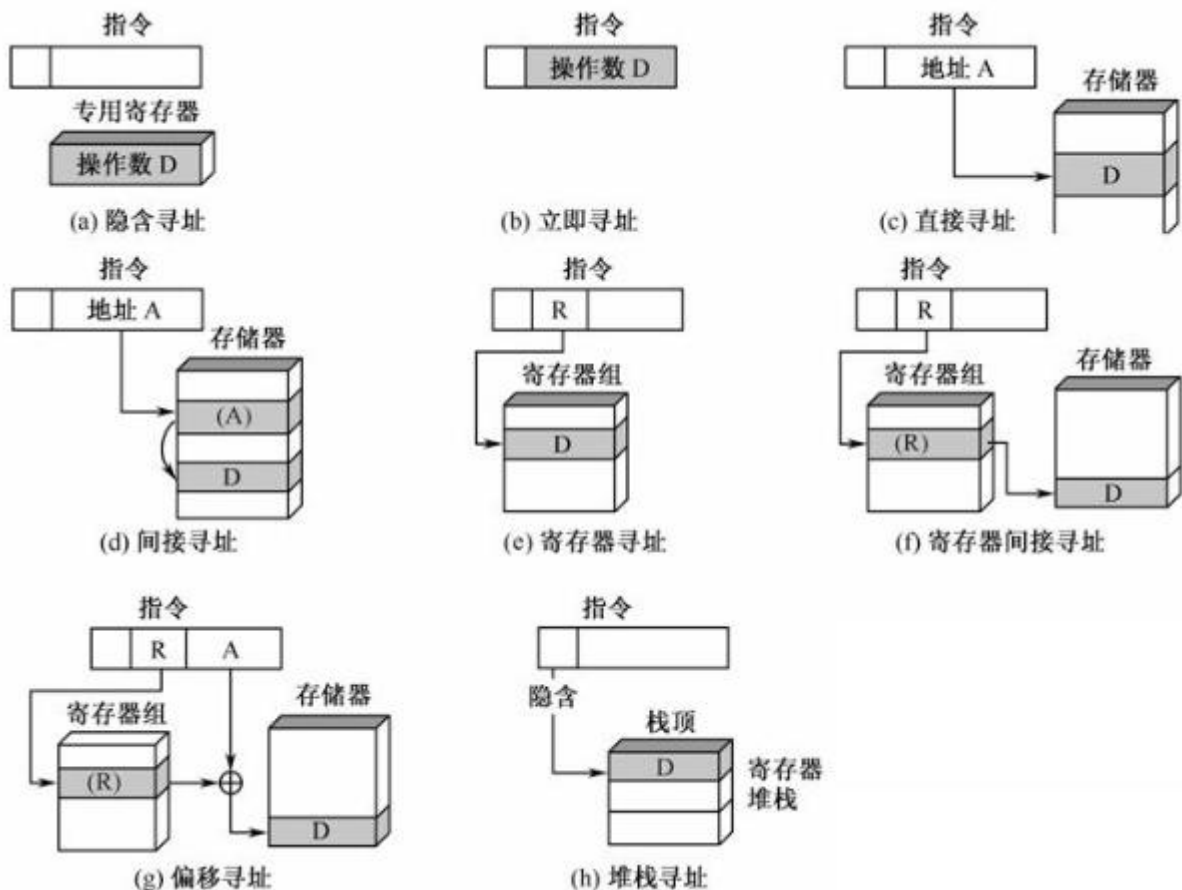 指令
专用寄存器
操作数 D
(a) 隐含寻址
指令
操作数 D
(b) 立即寻址
指令
地址 A
存储器
D
(c) 直接寻址
指令
地址 A
存储器
(A)
D
(d) 间接寻址
指令
R
寄存器组
D
(e) 寄存器寻址
指令
R
寄存器组
(R)
存储器
D
(f) 寄存器间接寻址
指令
R A
寄存器组
(R)
存储器
D
(g) 偏移寻址
指令
隐含
栈顶
D
寄存器
堆栈
(h) 堆栈寻址